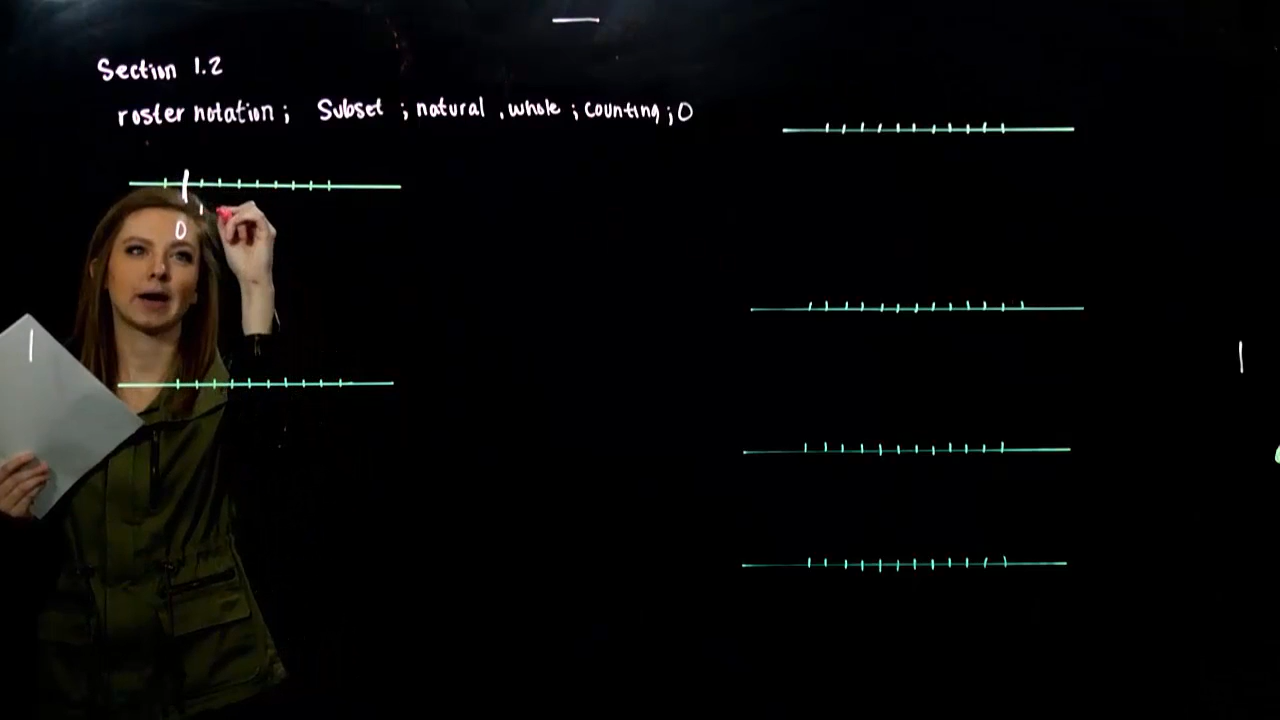 Section 1.2
roster notation; Subset ; natural , whole ; counting ; 0
0